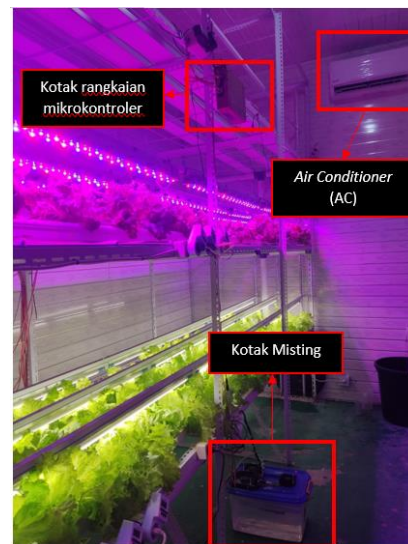 Kotak rangkaian
mikrokontroler
Air Conditioner
(AC)
Kotak Misting